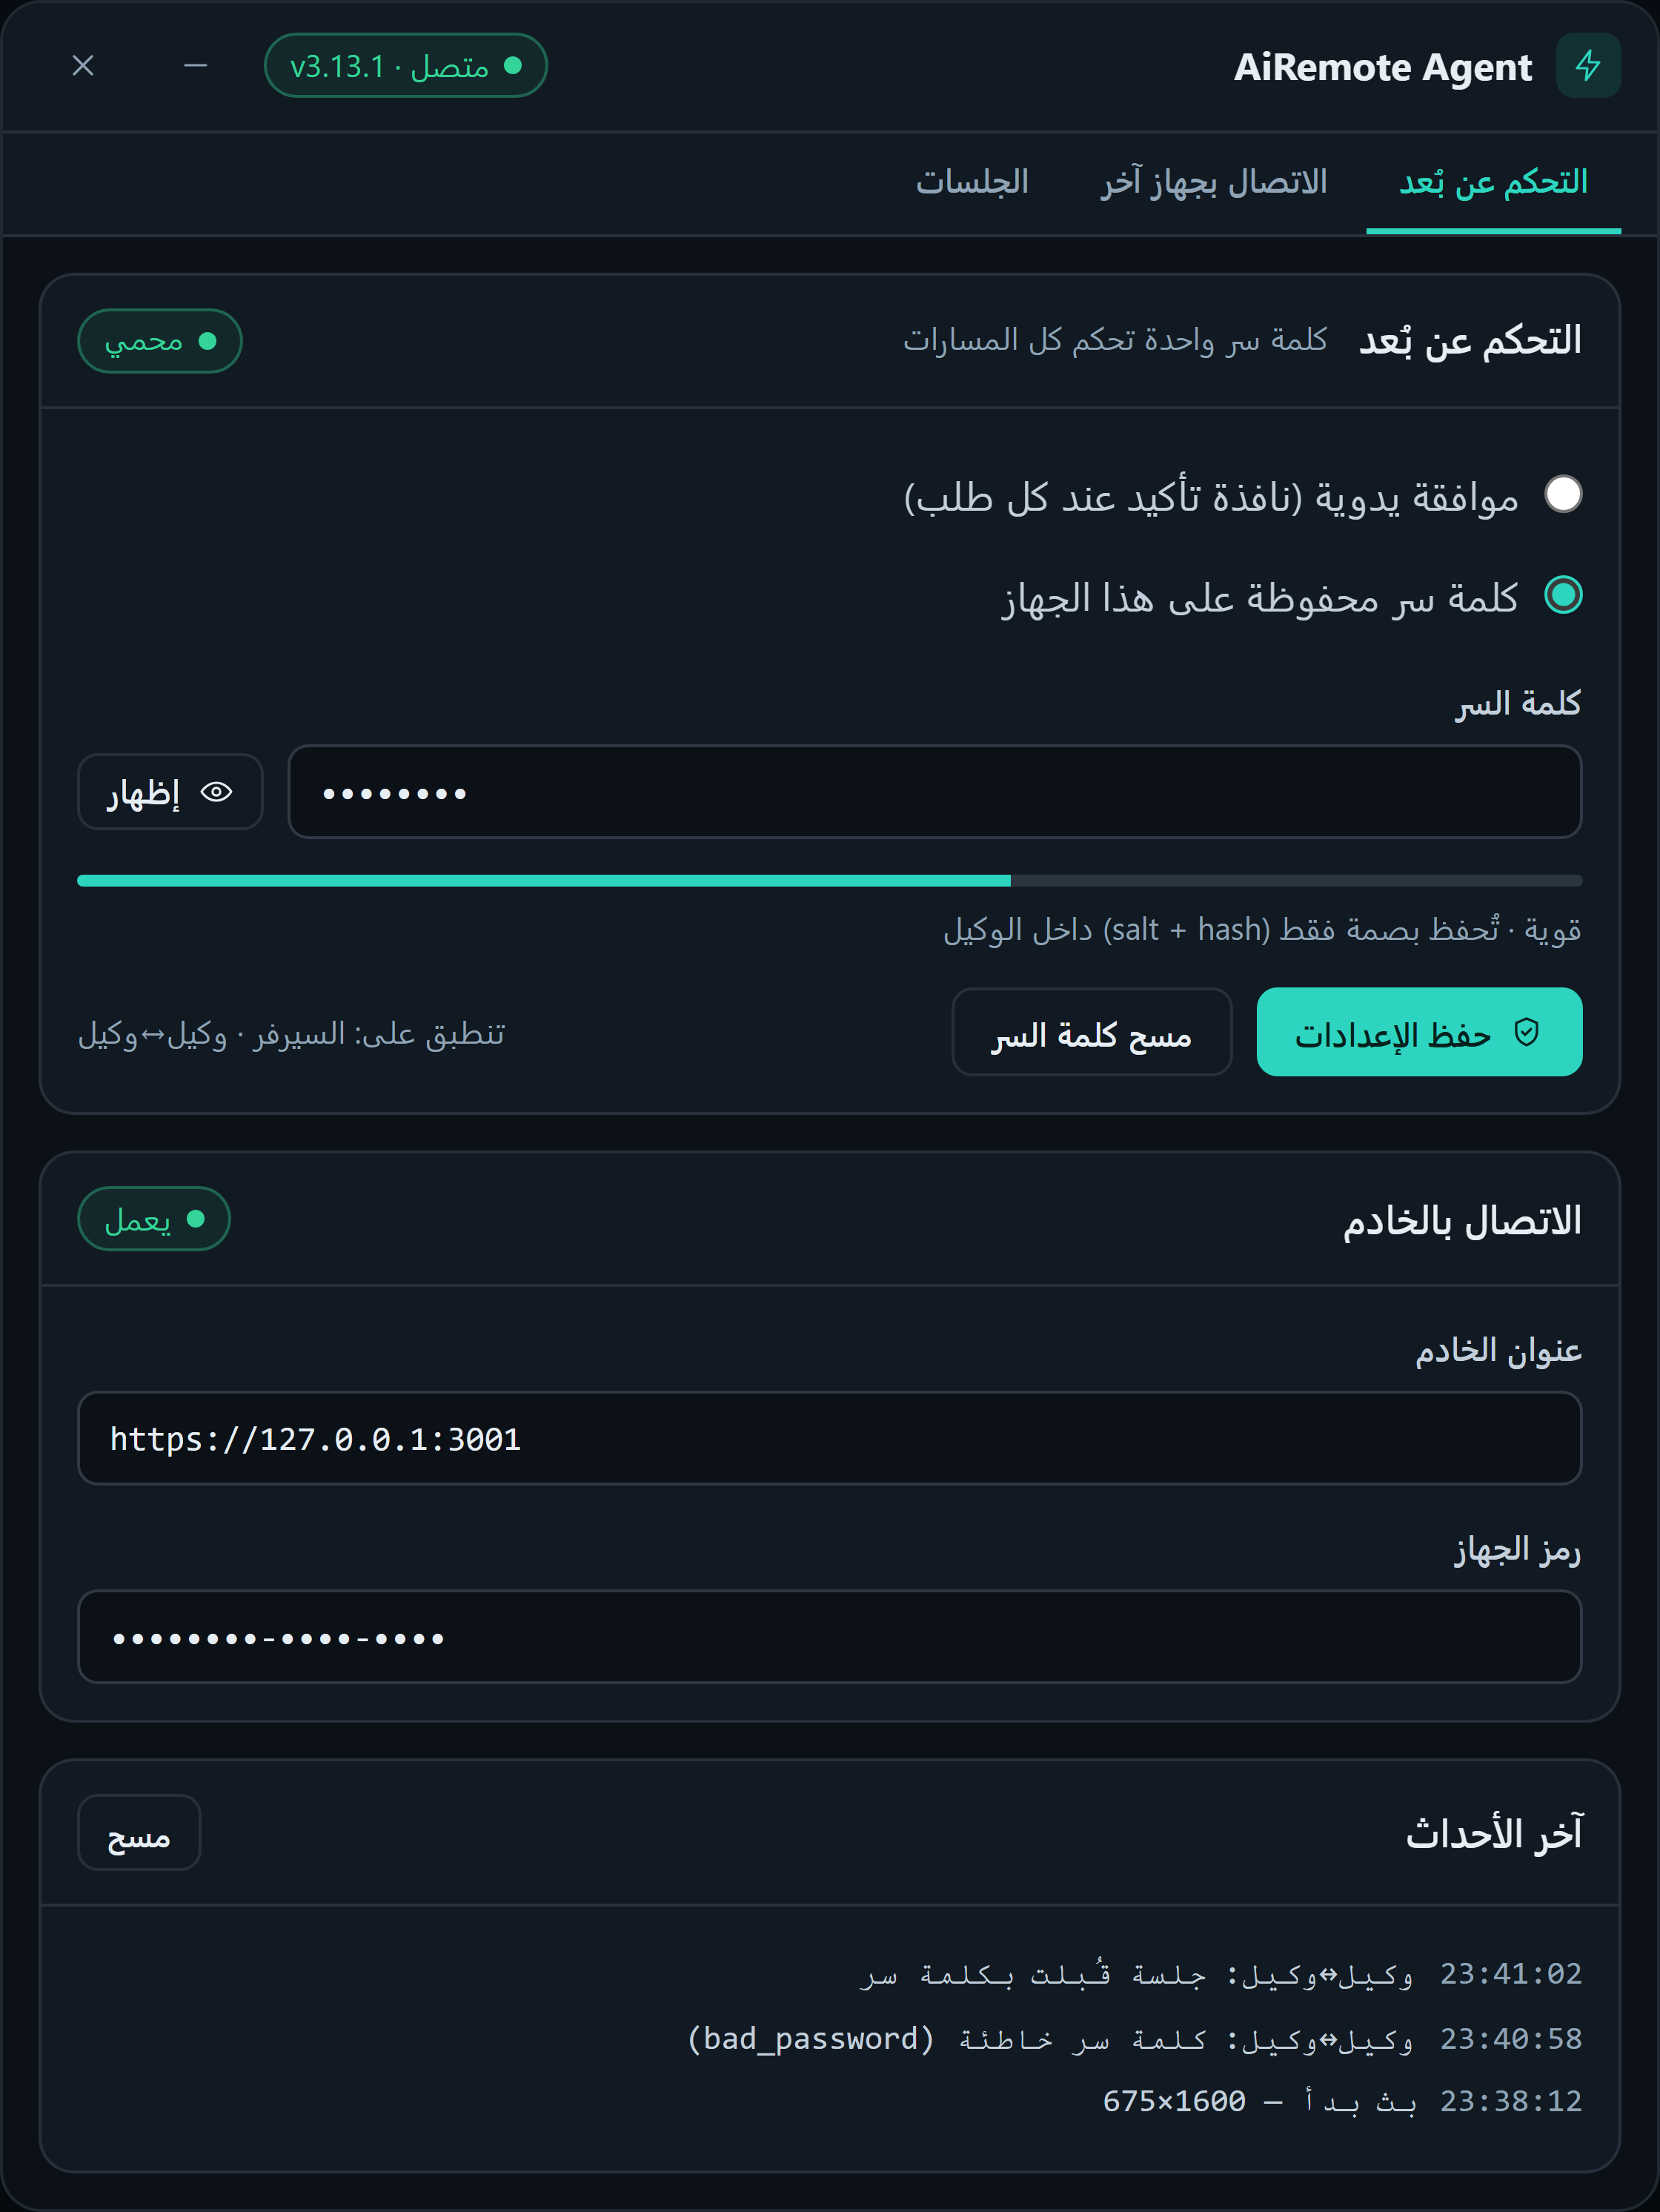 AiRemote Agent
متصل · v3.13.1
التحكم عن بُعد
الاتصال بجهاز آخر
الجلسات
التحكم عن بُعد
كلمة سر واحدة تحكم كل المسارات
محمي
موافقة يدوية (نافذة تأكيد عند كل طلب)
كلمة سر محفوظة على هذا الجهاز
كلمة السر
••••••••
إظهار
قوية · تُحفظ بصمة فقط (salt + hash) داخل الوكيل
حفظ الإعدادات
مسح كلمة السر
تنطبق على: السيرفر · وكيل↔وكيل
الاتصال بالخادم
يعمل
عنوان الخادم
https://127.0.0.1:3001
رمز الجهاز
••••••••-••••-••••
آخر الأحداث
مسح
23:41:02 وكيل↔وكيل: جلسة قُبلت بكلمة سر
23:40:58 وكيل↔وكيل: كلمة سر خاطئة (bad_password)
23:38:12 بث بدأ — 1600×675